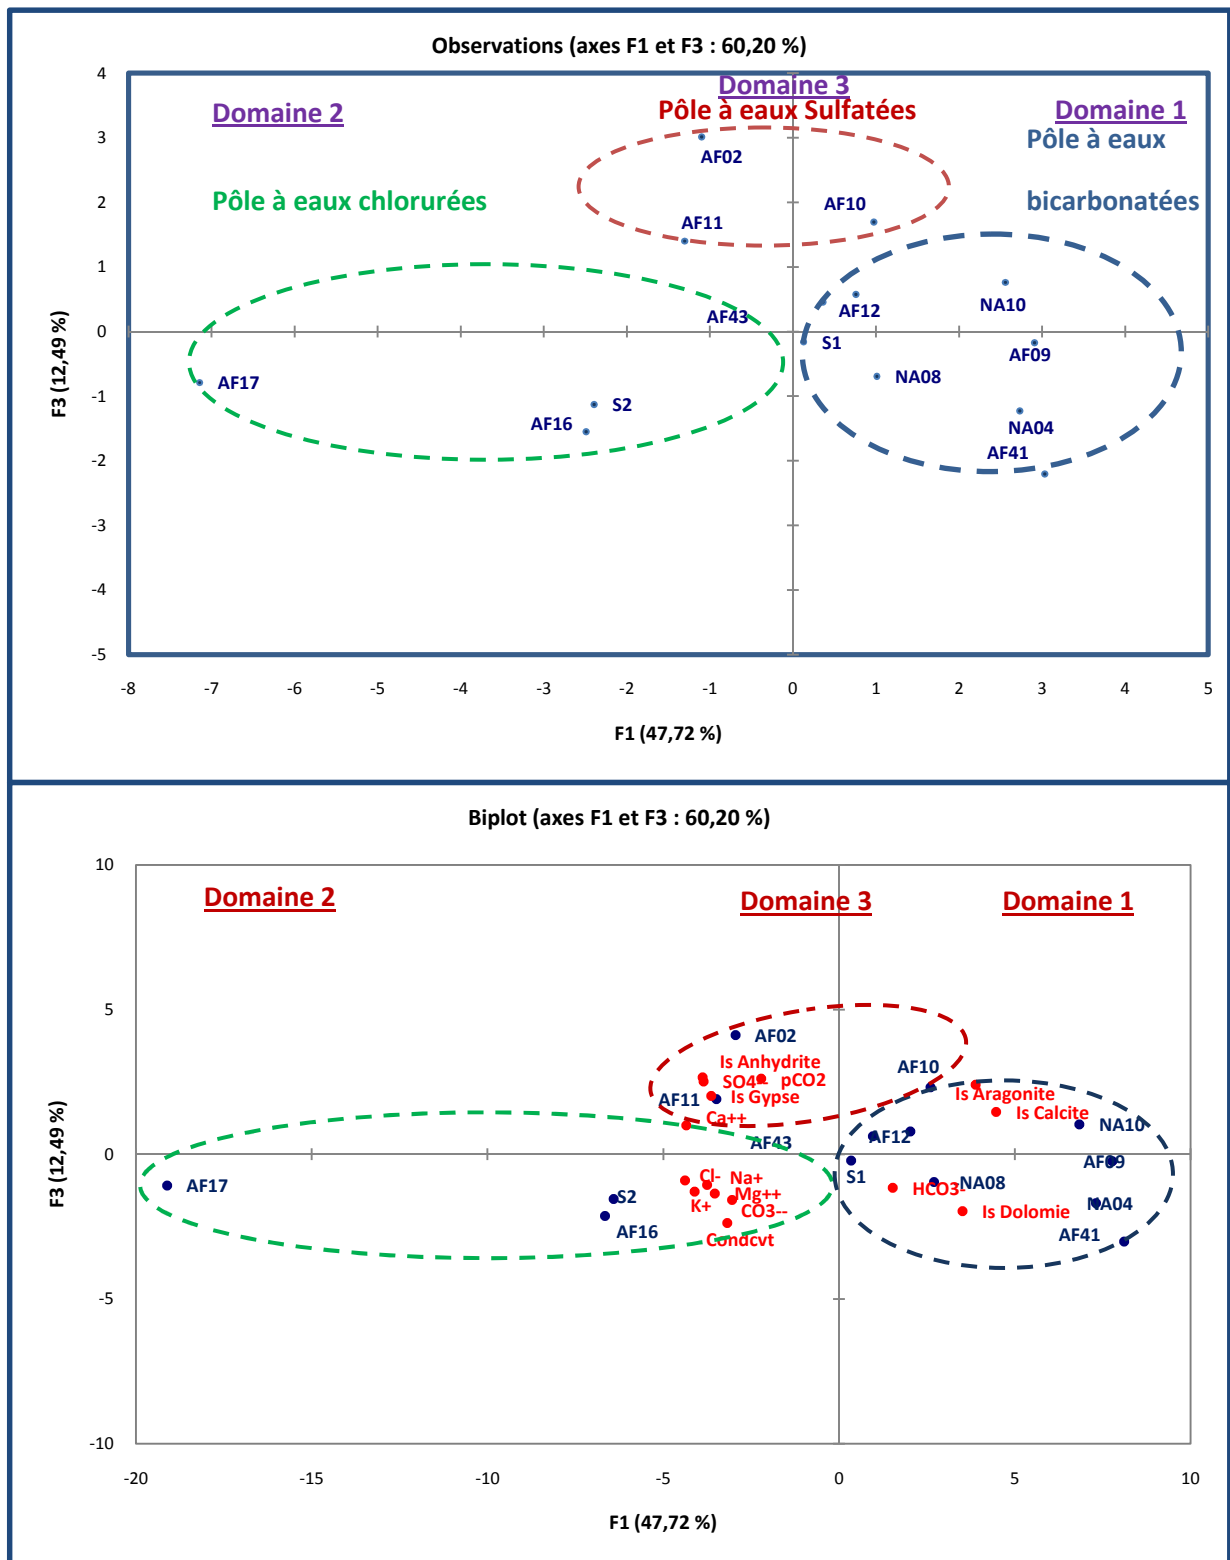 Observations (axes F1 et F3 : 60,20 %)
Domaine 2
Domaine 3
Domaine 1
Pôle à eaux Sulfatées
Pôle à eaux
bicarbonatées
Pôle à eaux chlorurées
AF02
AF10
AF11
AF43
AF12
NA10
S1
AF09
NA08
AF17
S2
AF16
NA04
AF41
4
3
2
1
0
-1
-2
-3
-4
-5
-8 -7 -6 -5 -4 -3 -2 -1 0 1 2 3 4 5
F3 (12,49 %)
F1 (47,72 %)
Biplot (axes F1 et F3 : 60,20 %)
Domaine 2
Domaine 3
Domaine 1
AF02
Is Anhydrite
SO4--
pCO2
AF10
AF11
Is Gypse
Is Aragonite
Ca++
Is Calcite
AF43
AF12
NA10
S1
AF09
AF17
Cl-
Na+
HCO3-
NA08
S2
K+
Mg++
CO3--
Is Dolomie
NA04
AF16
Condcvt
AF41
10
5
0
-5
-10
-20 -15 -10 -5 0 5 10
F3 (12,49 %)
F1 (47,72 %)